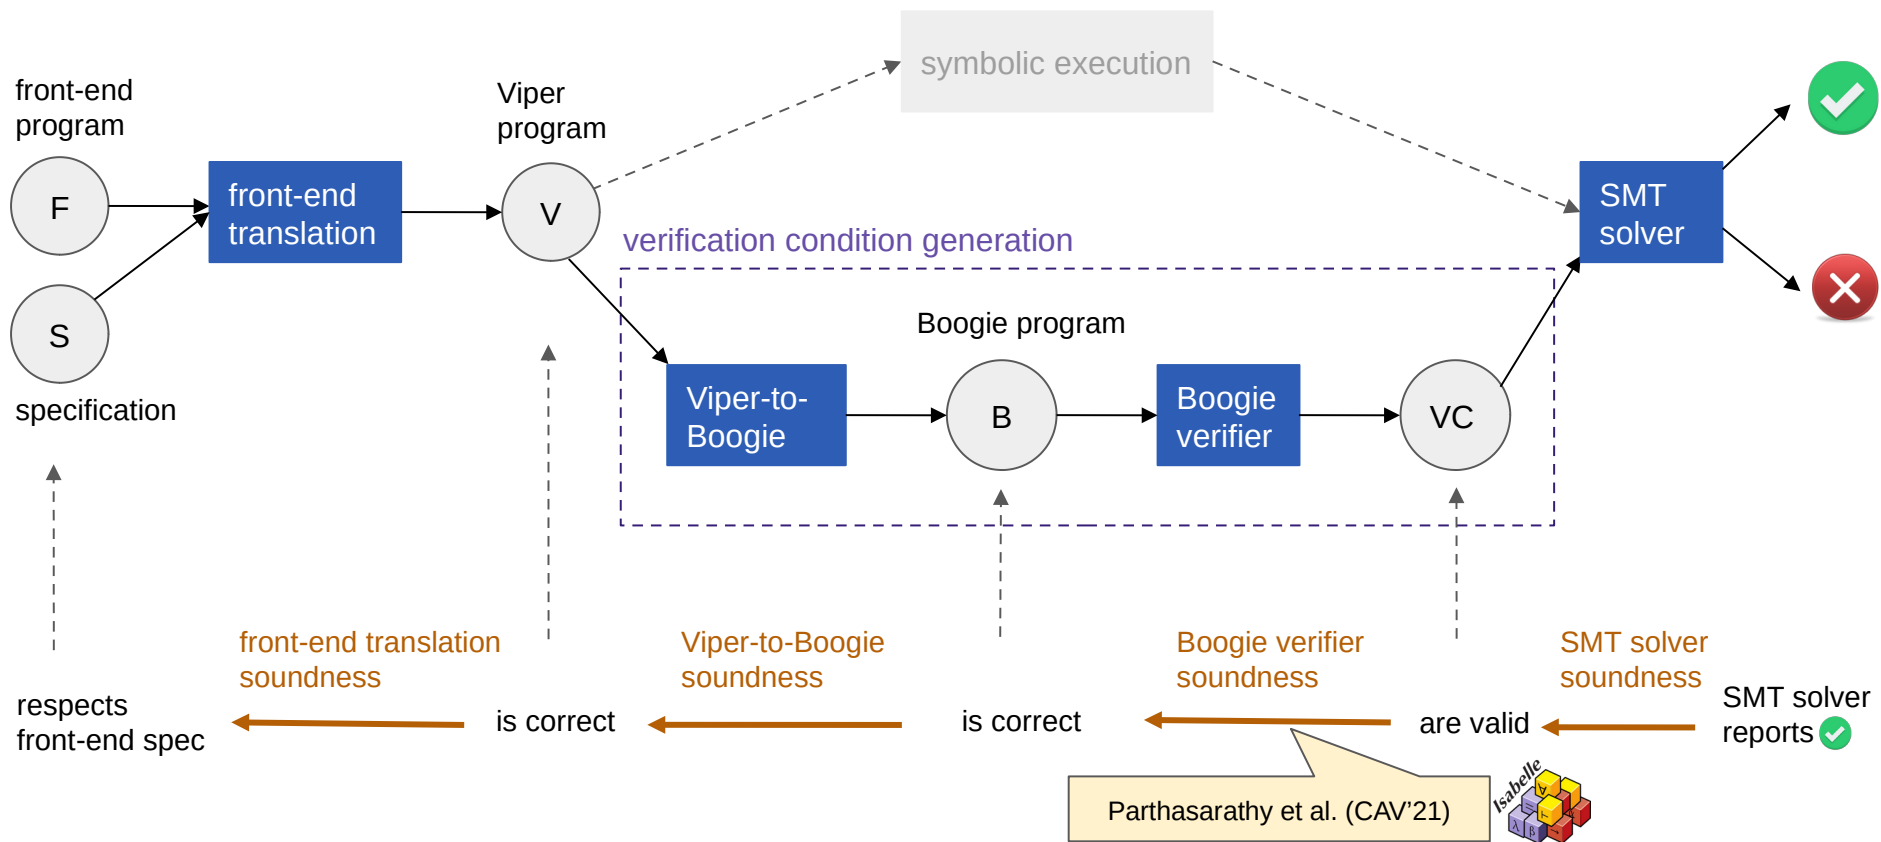 symbolic execution
front-end
program
Viper
program
F
front-end
translation
V
SMT
solver
verification condition generation
S
Boogie program
specification
Viper-to-
Boogie
B
Boogie
verifier
VC
front-end translation
soundness
Viper-to-Boogie
soundness
Boogie verifier
soundness
SMT solver
soundness
respects
front-end spec
is correct
is correct
are valid
SMT solver
reports
Parthasarathy et al. (CAV’21)
Isabelle
λ
β
∀